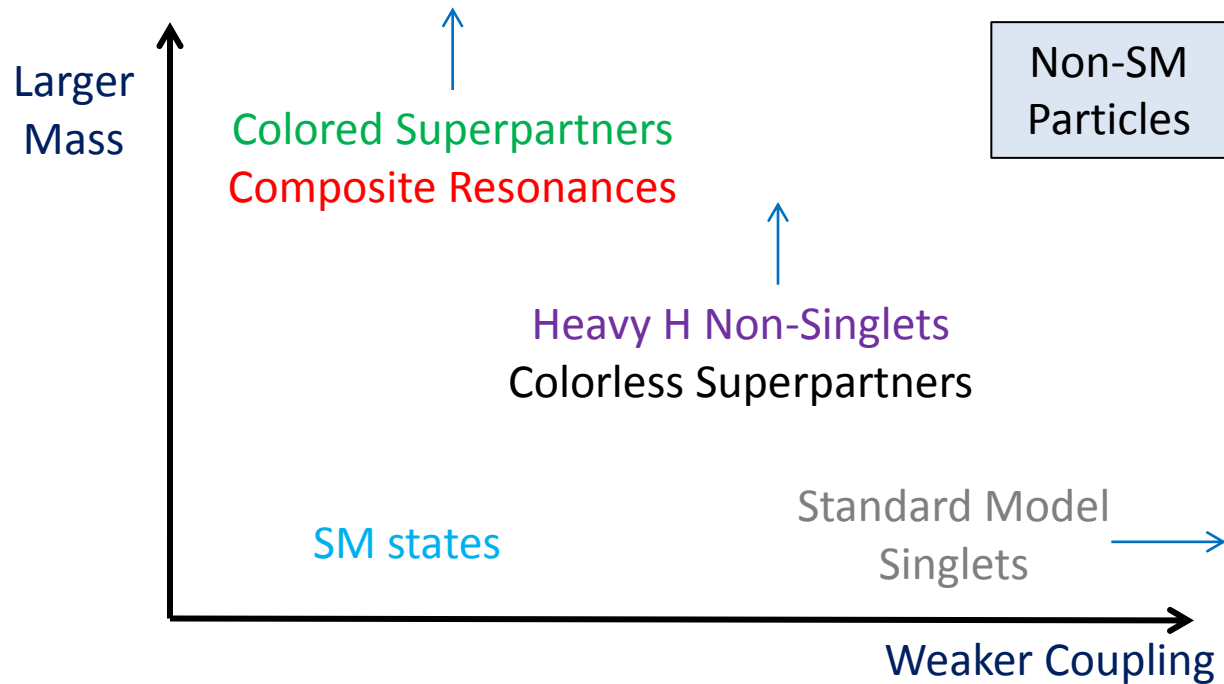 Larger
Mass
Non-SM
Particles
Colored Superpartners
Composite Resonances
Heavy H Non-Singlets
Colorless Superpartners
SM states
Standard Model
Singlets
Weaker Coupling